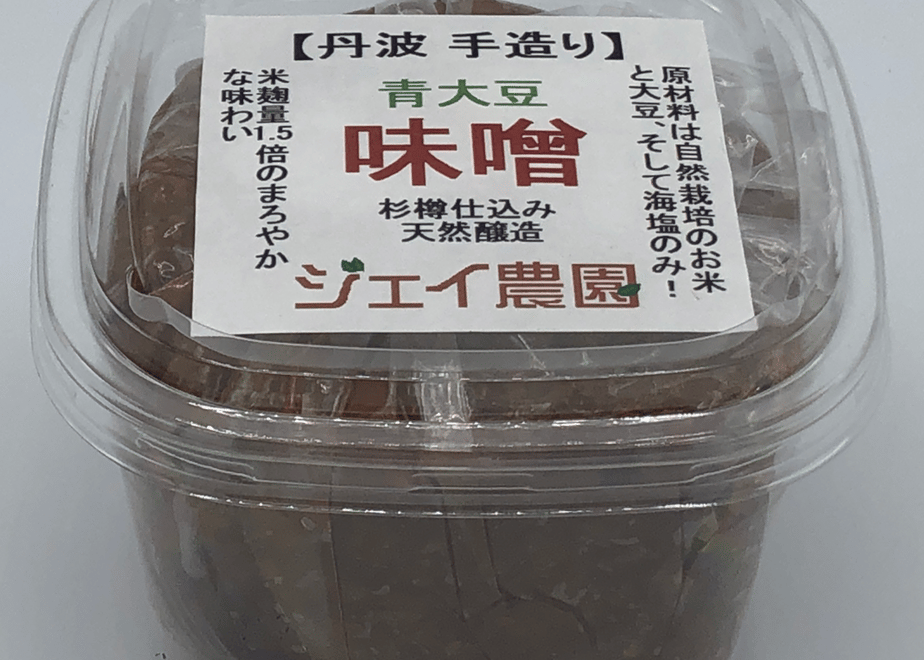 【丹波 手造り】
青大豆
味噌
杉樽仕込み
天然醸造
ジェイ農園
原材料は自然栽培のお米
と大豆、そして海塩のみ!
米麹量1.5倍のまろやか
な味わい